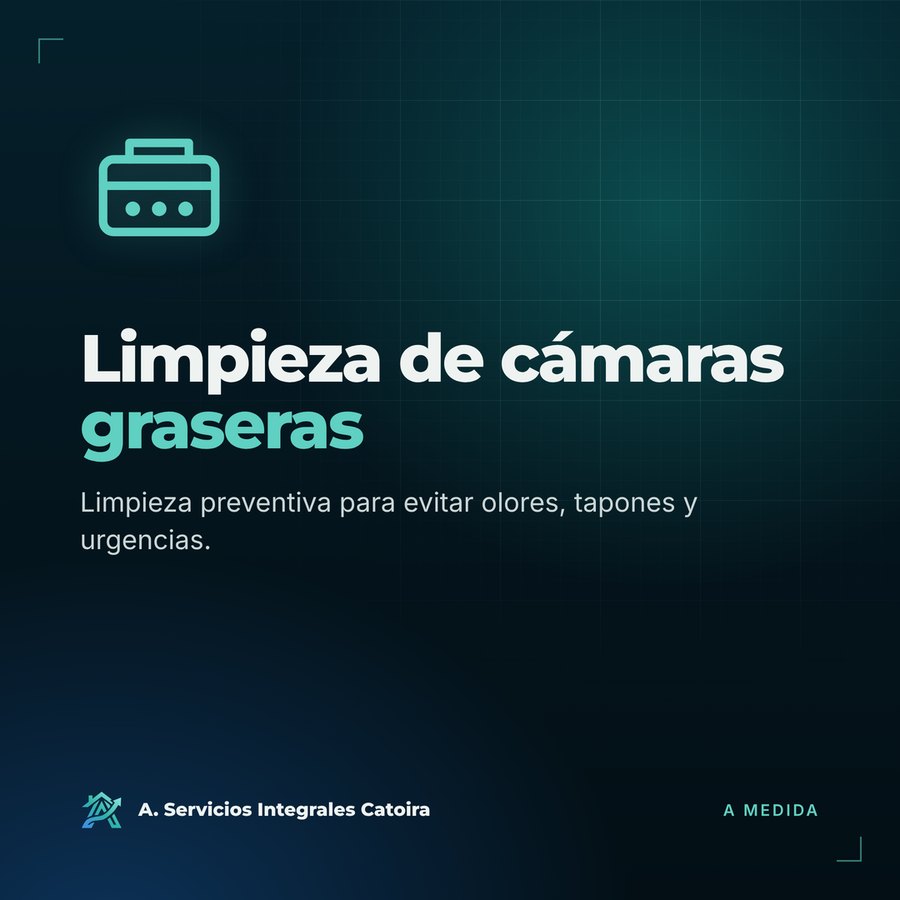 Limpieza de cámaras
graseras
Limpieza preventiva para evitar olores, tapones y
urgencias.
A. Servicios Integrales Catoira
A MEDIDA